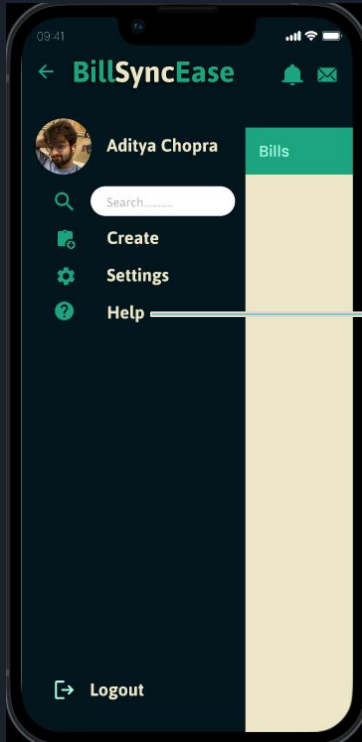 09:41
BillSyncEase
Aditya Chopra
Bills
Search...........
Create
Settings
Help
Logout